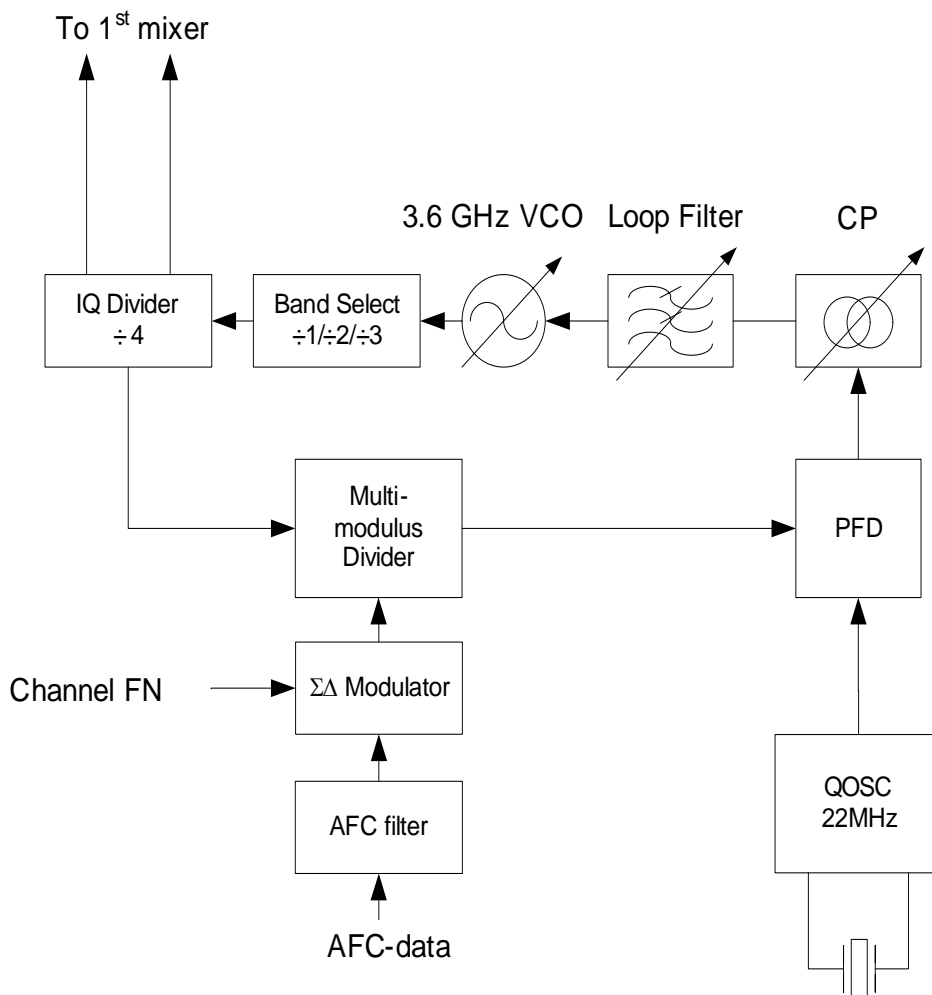 To 1st mixer
3.6 GHz VCO
Loop Filter
CP
IQ Divider
÷4
Band Select
÷1/÷2/÷3
Multi-
modulus
Divider
PFD
Channel FN
ΣΔ Modulator
QOSC
22MHz
AFC filter
AFC-data